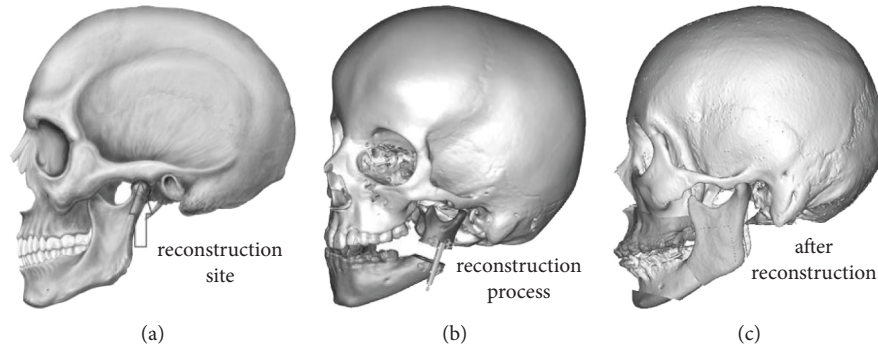 reconstruction
site
reconstruction
process
after
reconstruction
(a)
(b)
(c)